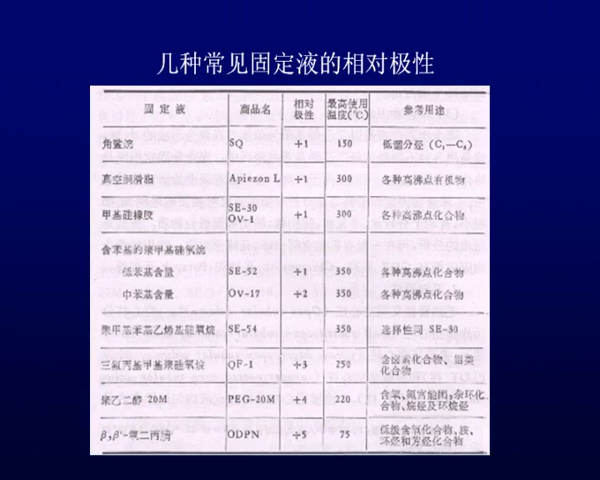 几种常见固定液的相对极性
固定液 商品名 相对极性 最高使用温度(℃) 参考用途
角鲨烷 SQ +1 150 低馏分烃 (C₁—C₈)
真空润滑脂 Apiezon L +1 300 各种高沸点有机物
甲基硅橡胶 SE-30 OV-1 +1 300 各种高沸点化合物
含苯基的聚甲基硅氧烷
低苯基含量 SE-52 +1 350 各种高沸点化合物
中苯基含量 OV-17 +2 350 各种高沸点化合物
聚甲基苯基乙烯基硅氧烷 SE-54 350 选择性同 SE-30
三氟丙基甲基聚硅氧烷 QF-1 +3 250 含卤素化合物、甾类化合物
聚乙二醇 20M PEG-20M +4 220 含氧、氮官能团,杂环化合物、烷烃及环烷烃
β,β′-氧二丙腈 ODPN +5 75 低级含氧化合物、胺、环烃和芳烃化合物